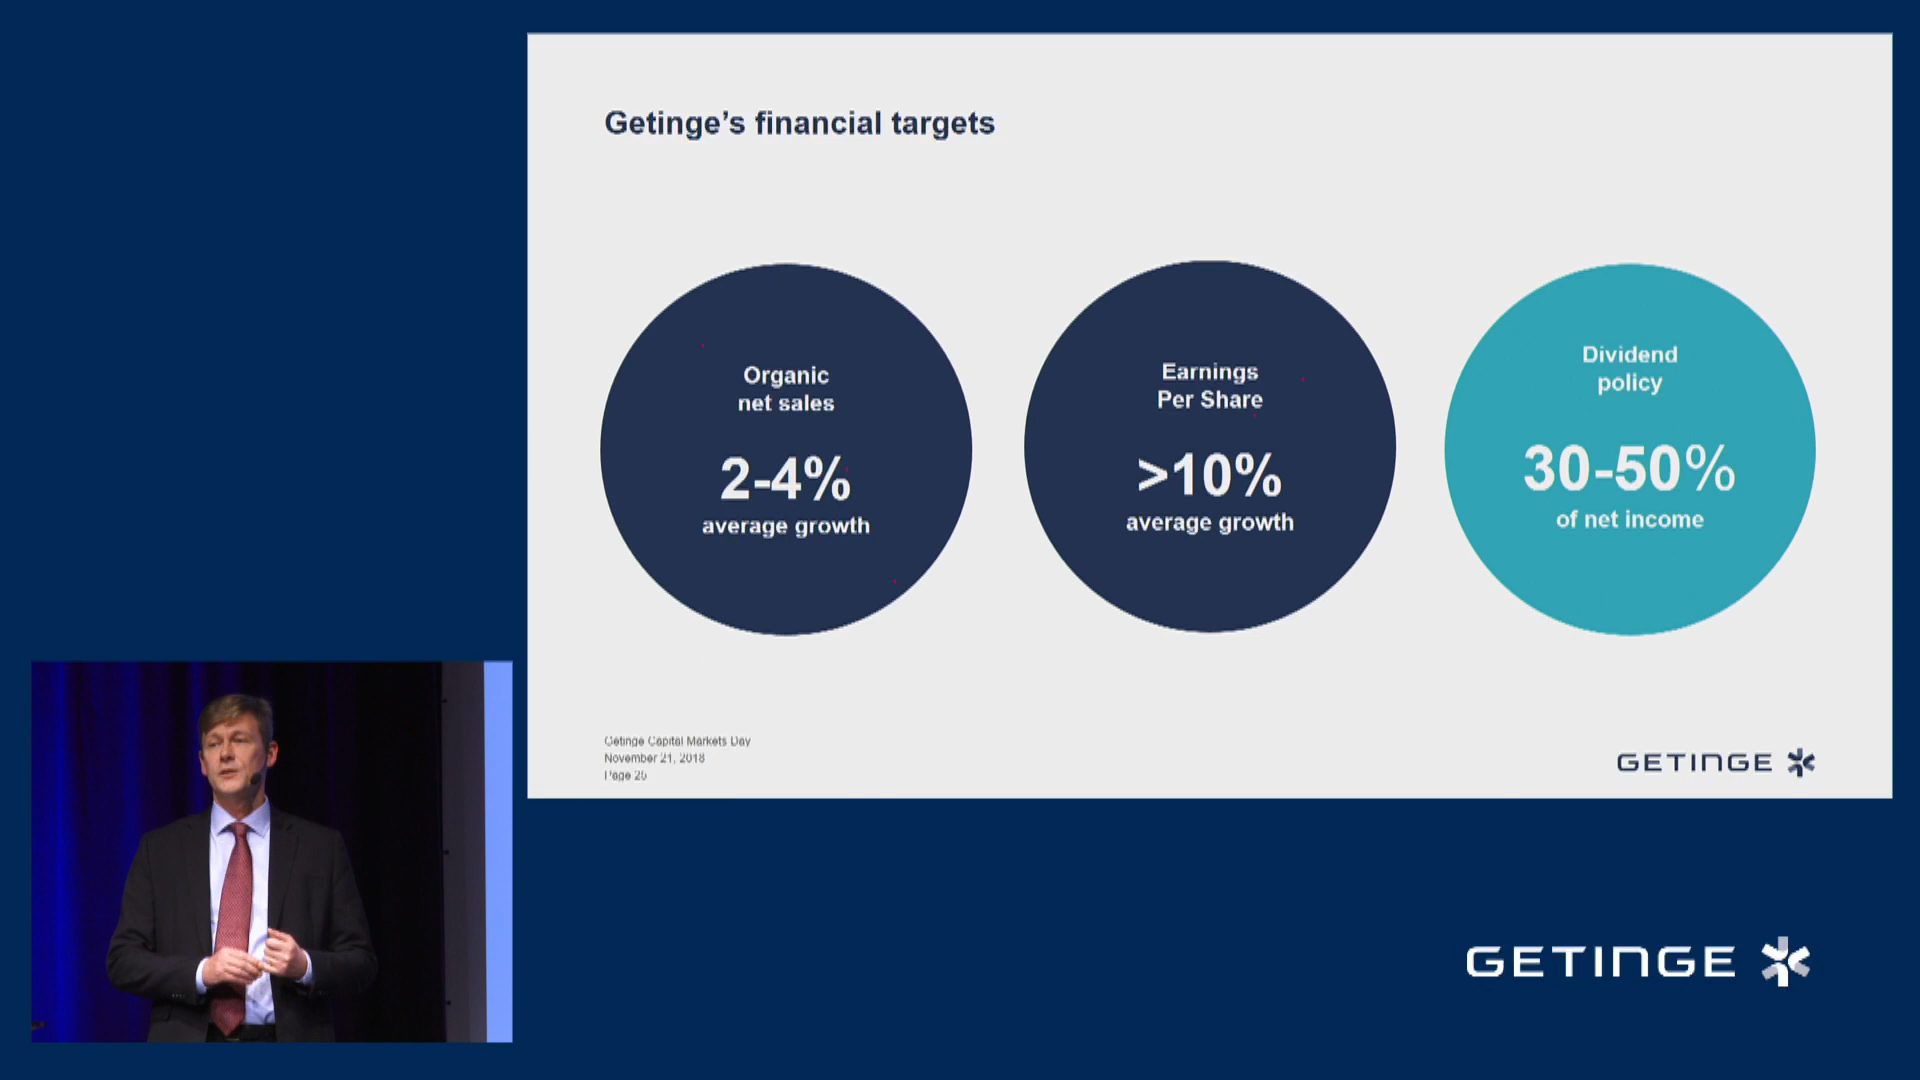 Getinge's financial targets
Organic
net sales
2-4%
average growth
Earnings
Per Share
>10%
average growth
Dividend
policy
30-50%
of net income
Getinge Capital Markets Day
November 21, 2018
Page
GETINGE
GETINGE